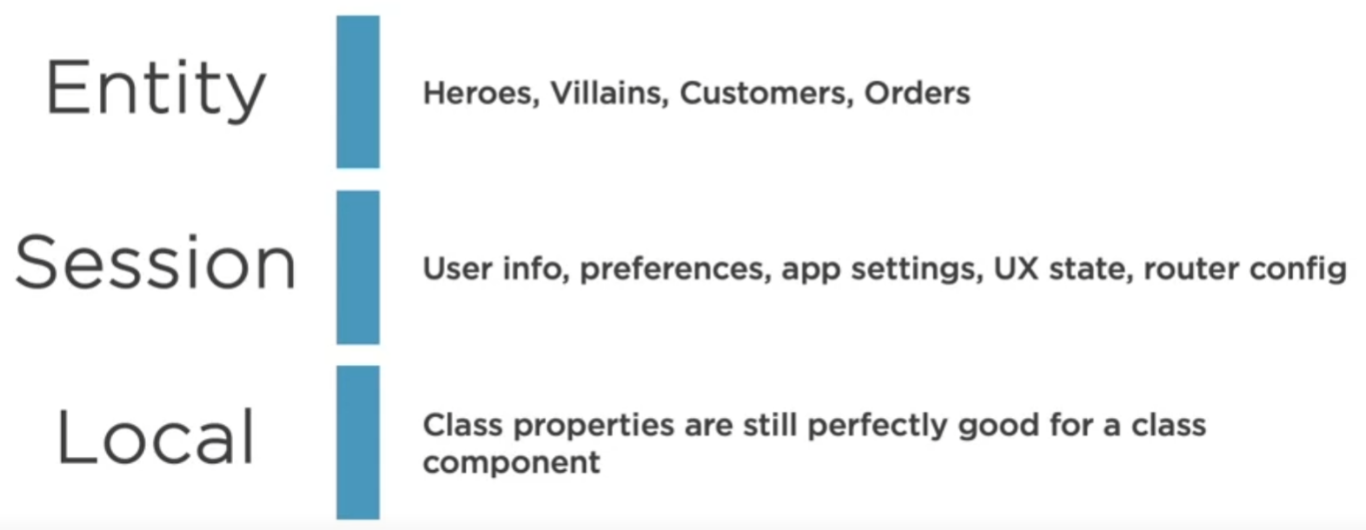 Entity
Heroes, Villains, Customers, Orders
Session
User info, preferences, app settings, UX state, router config
Local
Class properties are still perfectly good for a class
component